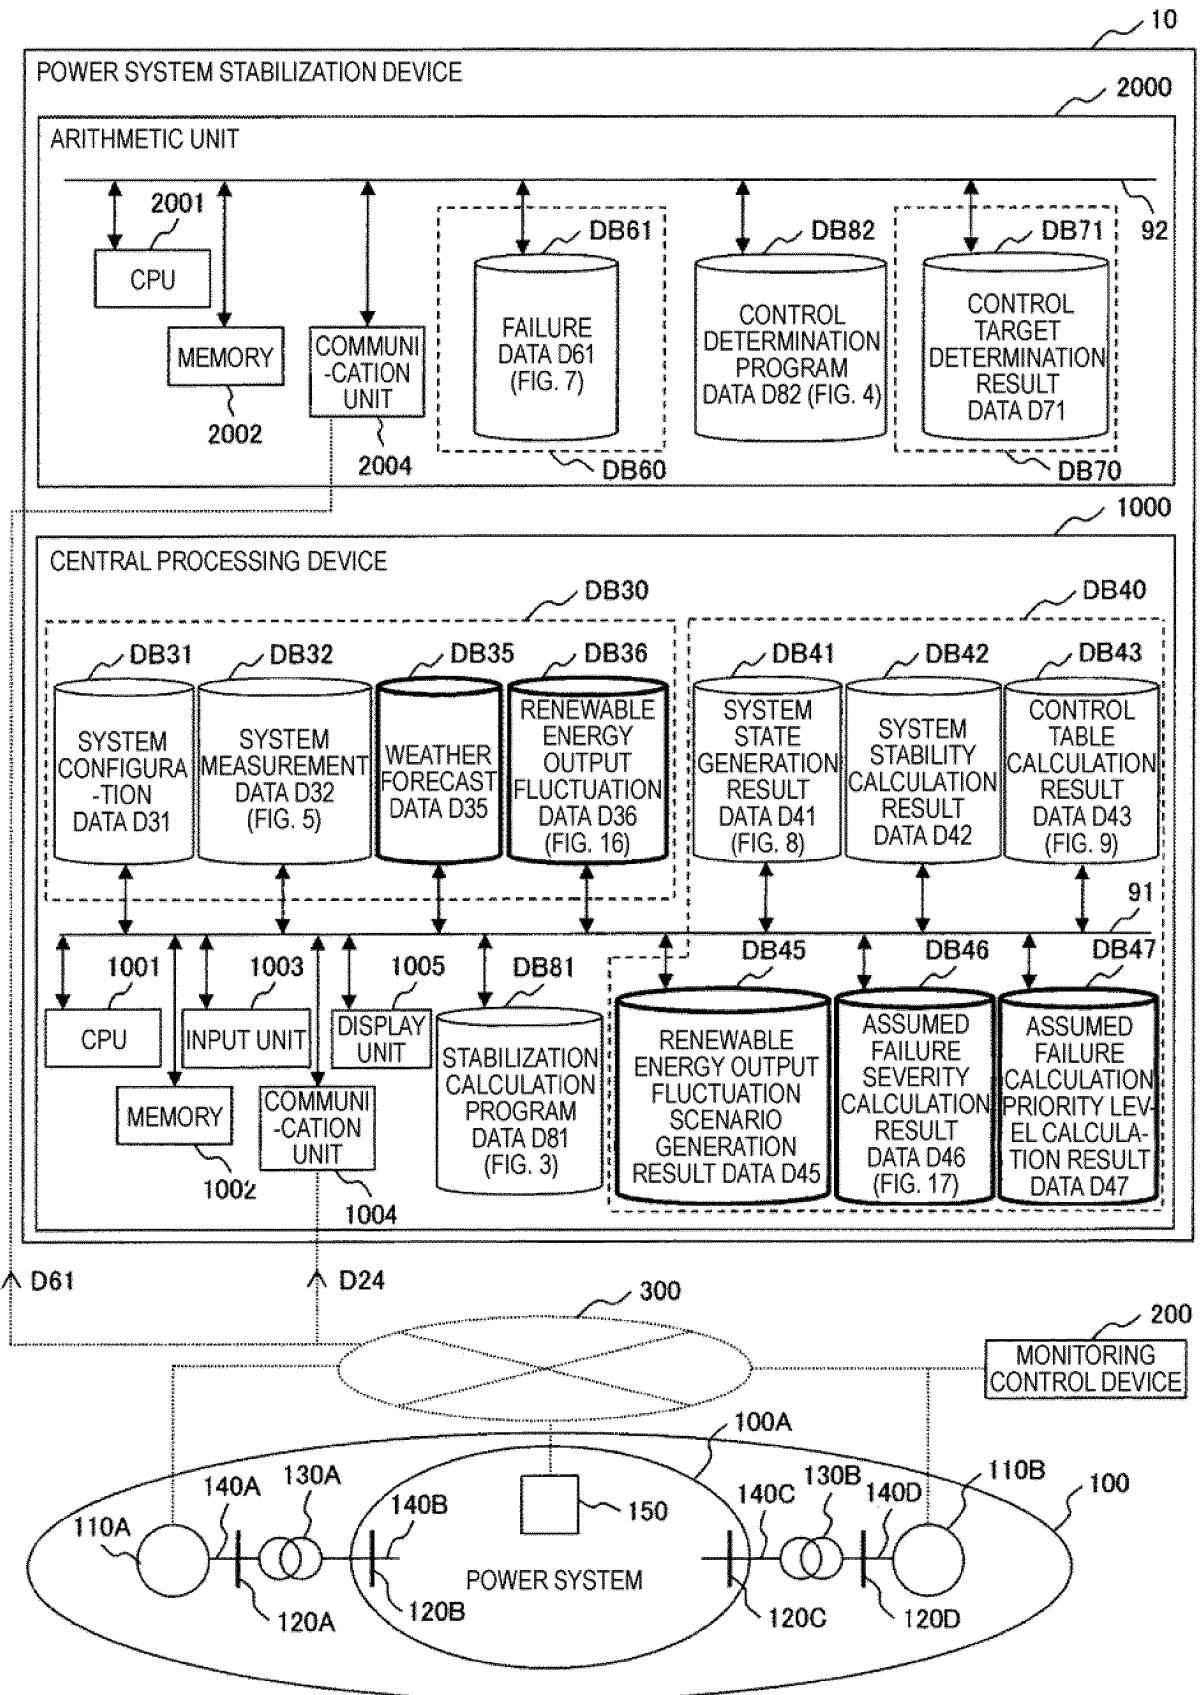 10
POWER SYSTEM STABILIZATION DEVICE
2000
ARITHMETIC UNIT
92
2001
CPU
MEMORY
2002
COMMUNI
-CATION
UNIT
2004
DB61
FAILURE
DATA D61
(FIG. 7)
DB60
DB82
CONTROL
DETERMINATION
PROGRAM
DATA D82 (FIG. 4)
DB71
CONTROL
TARGET
DETERMINATION
RESULT
DATA D71
DB70
1000
CENTRAL PROCESSING DEVICE
DB30
DB40
DB31
SYSTEM
CONFIGURA
-TION
DATA D31
DB32
SYSTEM
MEASUREMENT
DATA D32
(FIG. 5)
DB35
WEATHER
FORECAST
DATA D35
DB36
RENEWABLE
ENERGY
OUTPUT
FLUCTUATION
DATA D36
(FIG. 16)
DB41
SYSTEM
STATE
GENERATION
RESULT
DATA D41
(FIG. 8)
DB42
SYSTEM
STABILITY
CALCULATION
RESULT
DATA D42
DB43
CONTROL
TABLE
CALCULATION
RESULT
DATA D43
(FIG. 9)
91
1001
CPU
MEMORY
1002
1003
INPUT UNIT
COMMUNI
-CATION
UNIT
1004
1005
DISPLAY
UNIT
DB81
STABILIZATION
CALCULATION
PROGRAM
DATA D81
(FIG. 3)
DB45
RENEWABLE
ENERGY OUTPUT
FLUCTUATION
SCENARIO
GENERATION
RESULT DATA D45
DB46
ASSUMED
FAILURE
SEVERITY
CALCULATION
RESULT
DATA D46
(FIG. 17)
DB47
ASSUMED
FAILURE
CALCULATION
PRIORITY LEV-
EL CALCULA-
TION RESULT
DATA D47
D61
D24
300
200
MONITORING
CONTROL DEVICE
100A
100
110A
140A
130A
140B
150
140C
130B
140D
110B
POWER SYSTEM
120A
120B
120C
120D